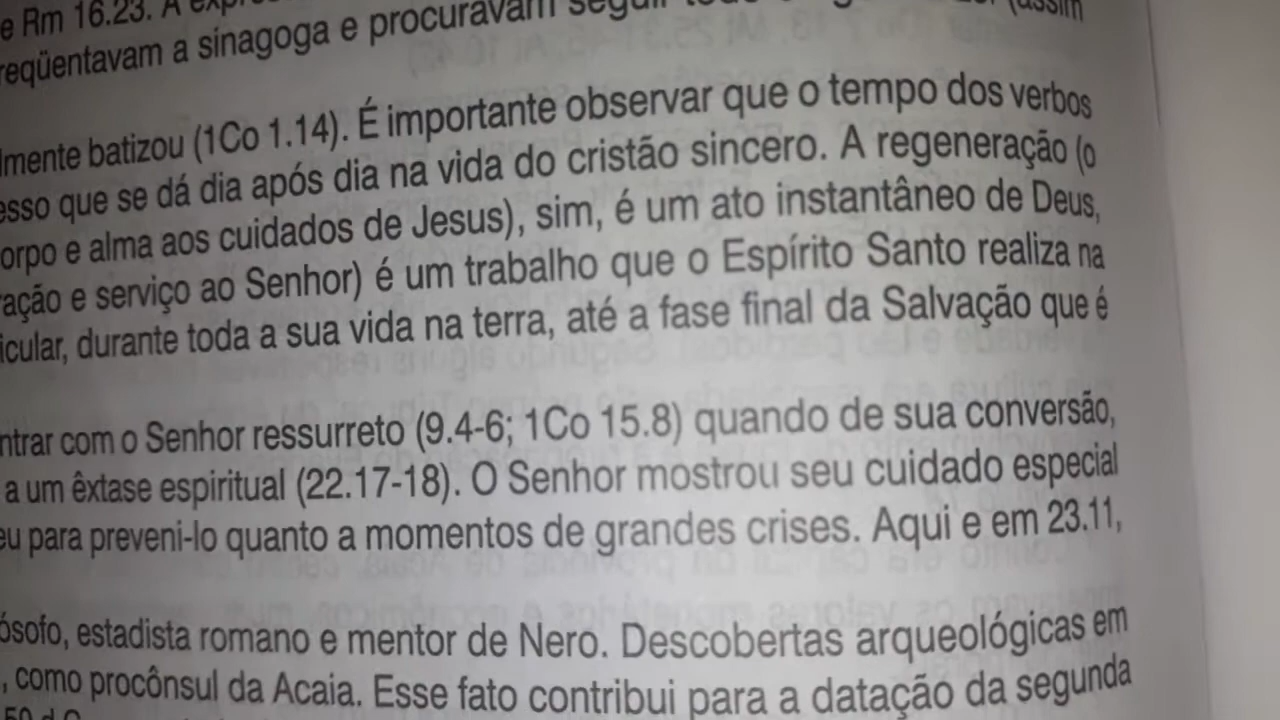 e Rm 16.23. A
reqüentavam a sinagoga e procuravam seguir
lmente batizou (1Co 1.14). É importante observar que o tempo dos verbos
esso que se dá dia após dia na vida do cristão sincero. A regeneração (o
orpo e alma aos cuidados de Jesus), sim, é um ato instantâneo de Deus,
ração e serviço ao Senhor) é um trabalho que o Espírito Santo realiza na
icular, durante toda a sua vida na terra, até a fase final da Salvação que é
ntrar com o Senhor ressurreto (9.4-6; 1Co 15.8) quando de sua conversão,
a um êxtase espiritual (22.17-18). O Senhor mostrou seu cuidado especial
eu para preveni-lo quanto a momentos de grandes crises. Aqui e em 23.11,
ósofo, estadista romano e mentor de Nero. Descobertas arqueológicas em
, como procônsul da Acaia. Esse fato contribui para a datação da segunda